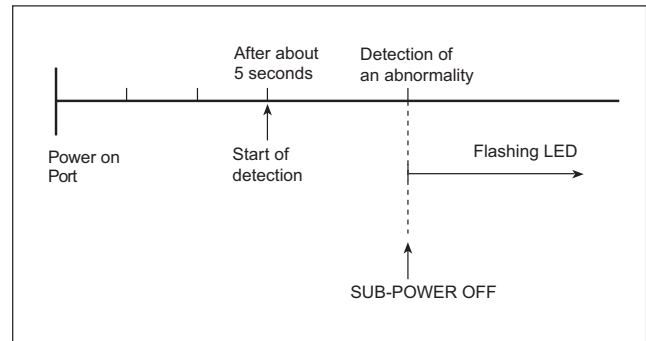 After about
5 seconds
Detection of
an abnormality
Power on
Port
Start of
detection
Flashing LED
SUB-POWER OFF